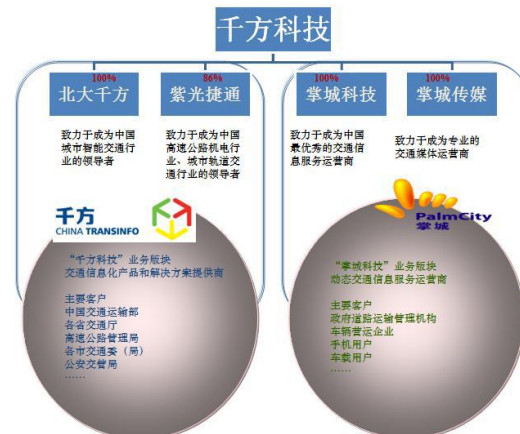 千方科技
100%
86%
100%
100%
北大千方
紫光捷通
掌城科技
掌城传媒
致力于成为中国
城市智能交通行
业的领导者
致力于成为中国
高速公路机电行
业、城市轨道交
通行业的领导者
致力于成为中国
最优秀的交通信
息服务运营商
致力于成为专业的
交通媒体运营商
千方
CHINA TRANSINFO
PalmCity
掌城
“千方科技”业务版块
交通信息化产品和解决方案提供商
主要客户
中国交通运输部
各省交通厅
高速公路管理局
各市交通委（局）
公安交管局
……
“掌城科技”业务版块
动态交通信息服务运营商
主要客户
政府道路运输管理机构
车辆营运企业
手机用户
车载用户
……